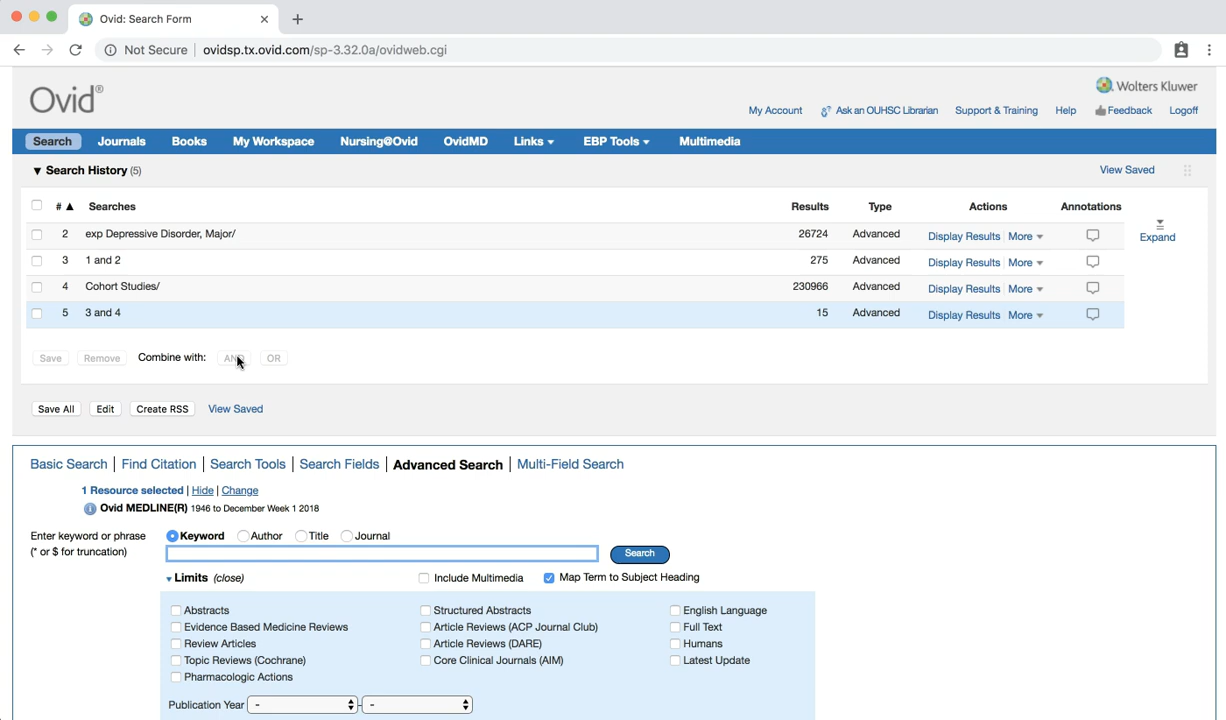 Ovid: Search Form
Not Secure ovidsp.tx.ovid.com/sp-3.32.0a/ovidweb.cgi
Ovid®
Wolters Kluwer
My Account Ask an OUHSC Librarian Support & Training Help Feedback Logoff
Search Journals Books My Workspace Nursing@Ovid OvidMD Links EBP Tools Multimedia
Search History (5) View Saved
# Searches Results Type Actions Annotations
2 exp Depressive Disorder, Major/ 26724 Advanced Display Results More
Expand
3 1 and 2 275 Advanced Display Results More
4 Cohort Studies/ 230966 Advanced Display Results More
5 3 and 4 15 Advanced Display Results More
Save Remove Combine with: AND OR
Save All Edit Create RSS View Saved
Basic Search | Find Citation | Search Tools | Search Fields | Advanced Search | Multi-Field Search
1 Resource selected | Hide | Change
Ovid MEDLINE(R) 1946 to December Week 1 2018
Enter keyword or phrase
(* or $ for truncation)
Keyword Author Title Journal
Search
Limits (close) Include Multimedia Map Term to Subject Heading
Abstracts Structured Abstracts English Language
Evidence Based Medicine Reviews Article Reviews (ACP Journal Club) Full Text
Review Articles Article Reviews (DARE) Humans
Topic Reviews (Cochrane) Core Clinical Journals (AIM) Latest Update
Pharmacologic Actions
Publication Year - - -